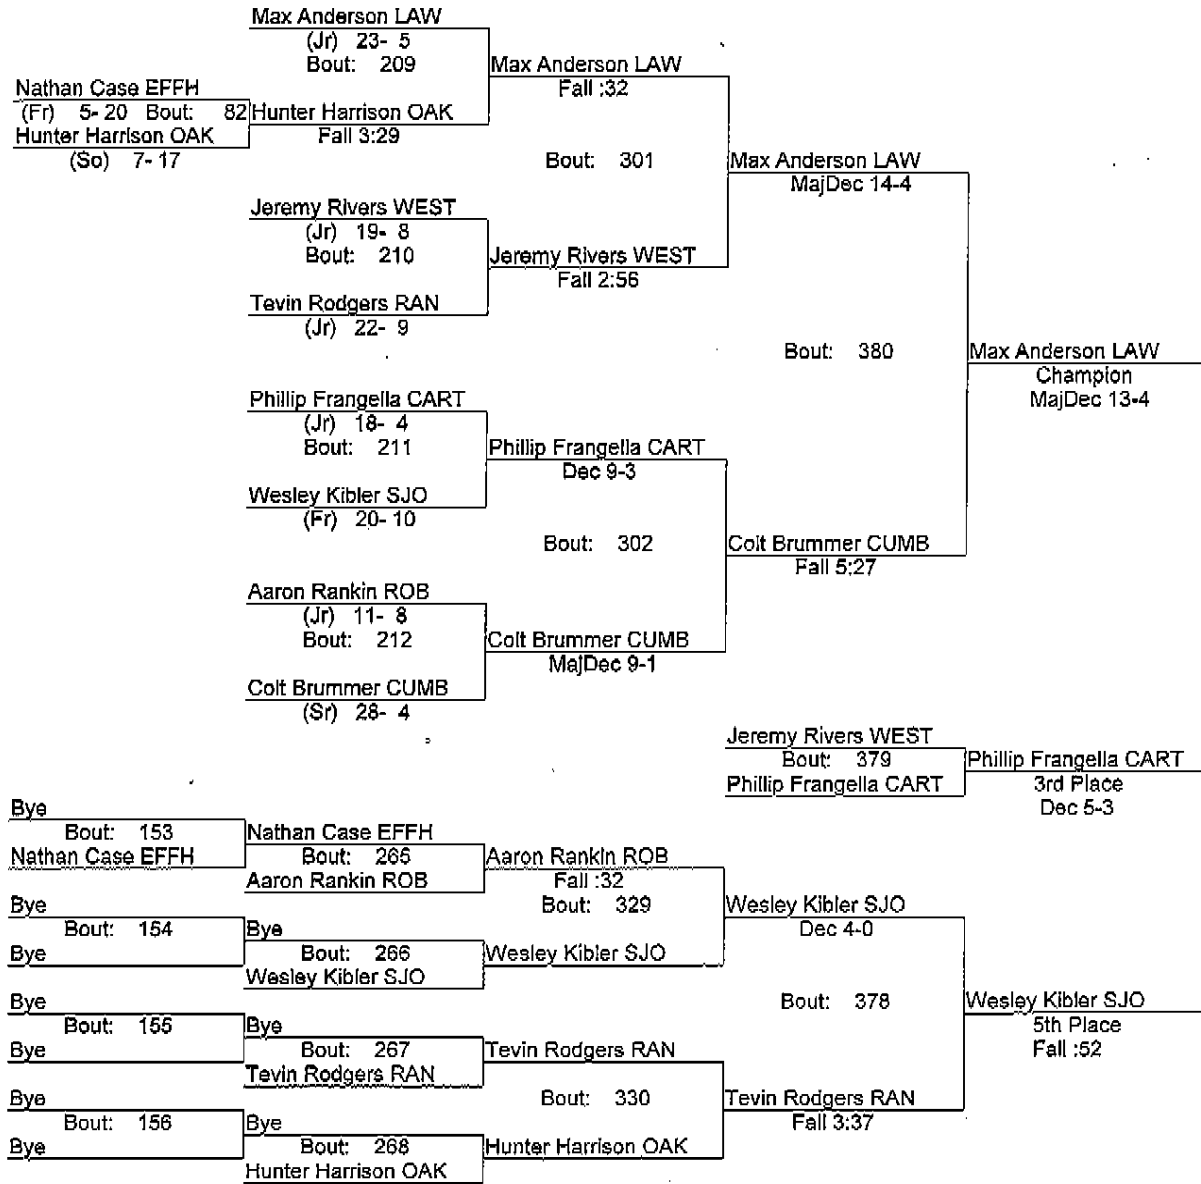 Max Anderson LAW
(Jr) 23- 5
Bout: 209
Max Anderson LAW
Fall :32
Nathan Case EFFH
(Fr) 5- 20 Bout: 82
Hunter Harrison OAK
Hunter Harrison OAK
Fall 3:29
(So) 7- 17
Bout: 301
Max Anderson LAW
MajDec 14-4
Jeremy Rivers WEST
(Jr) 19- 8
Bout: 210
Jeremy Rivers WEST
Fall 2:56
Tevin Rodgers RAN
(Jr) 22- 9
Bout: 380
Max Anderson LAW
Champion
MajDec 13-4
Phillip Frangella CART
(Jr) 18- 4
Bout: 211
Phillip Frangella CART
Dec 9-3
Wesley Kibler SJO
(Fr) 20- 10
Bout: 302
Colt Brummer CUMB
Fall 5:27
Aaron Rankin ROB
(Jr) 11- 8
Bout: 212
Colt Brummer CUMB
MajDec 9-1
Colt Brummer CUMB
(Sr) 28- 4
Jeremy Rivers WEST
Bout: 379
Phillip Frangella CART
Phillip Frangella CART
3rd Place
Dec 5-3
Bye
Bout: 153
Nathan Case EFFH
Nathan Case EFFH
Bout: 265
Aaron Rankin ROB
Aaron Rankin ROB
Fall :32
Bye
Bout: 154
Bye
Bye
Bout: 266
Wesley Kibler SJO
Wesley Kibler SJO
Bout: 329
Wesley Kibler SJO
Dec 4-0
Bye
Bout: 155
Bye
Bye
Bout: 267
Tevin Rodgers RAN
Tevin Rodgers RAN
Bout: 378
Wesley Kibler SJO
5th Place
Fall :52
Bye
Bout: 156
Bye
Bye
Bout: 268
Hunter Harrison OAK
Hunter Harrison OAK
Bout: 330
Tevin Rodgers RAN
Fall 3:37